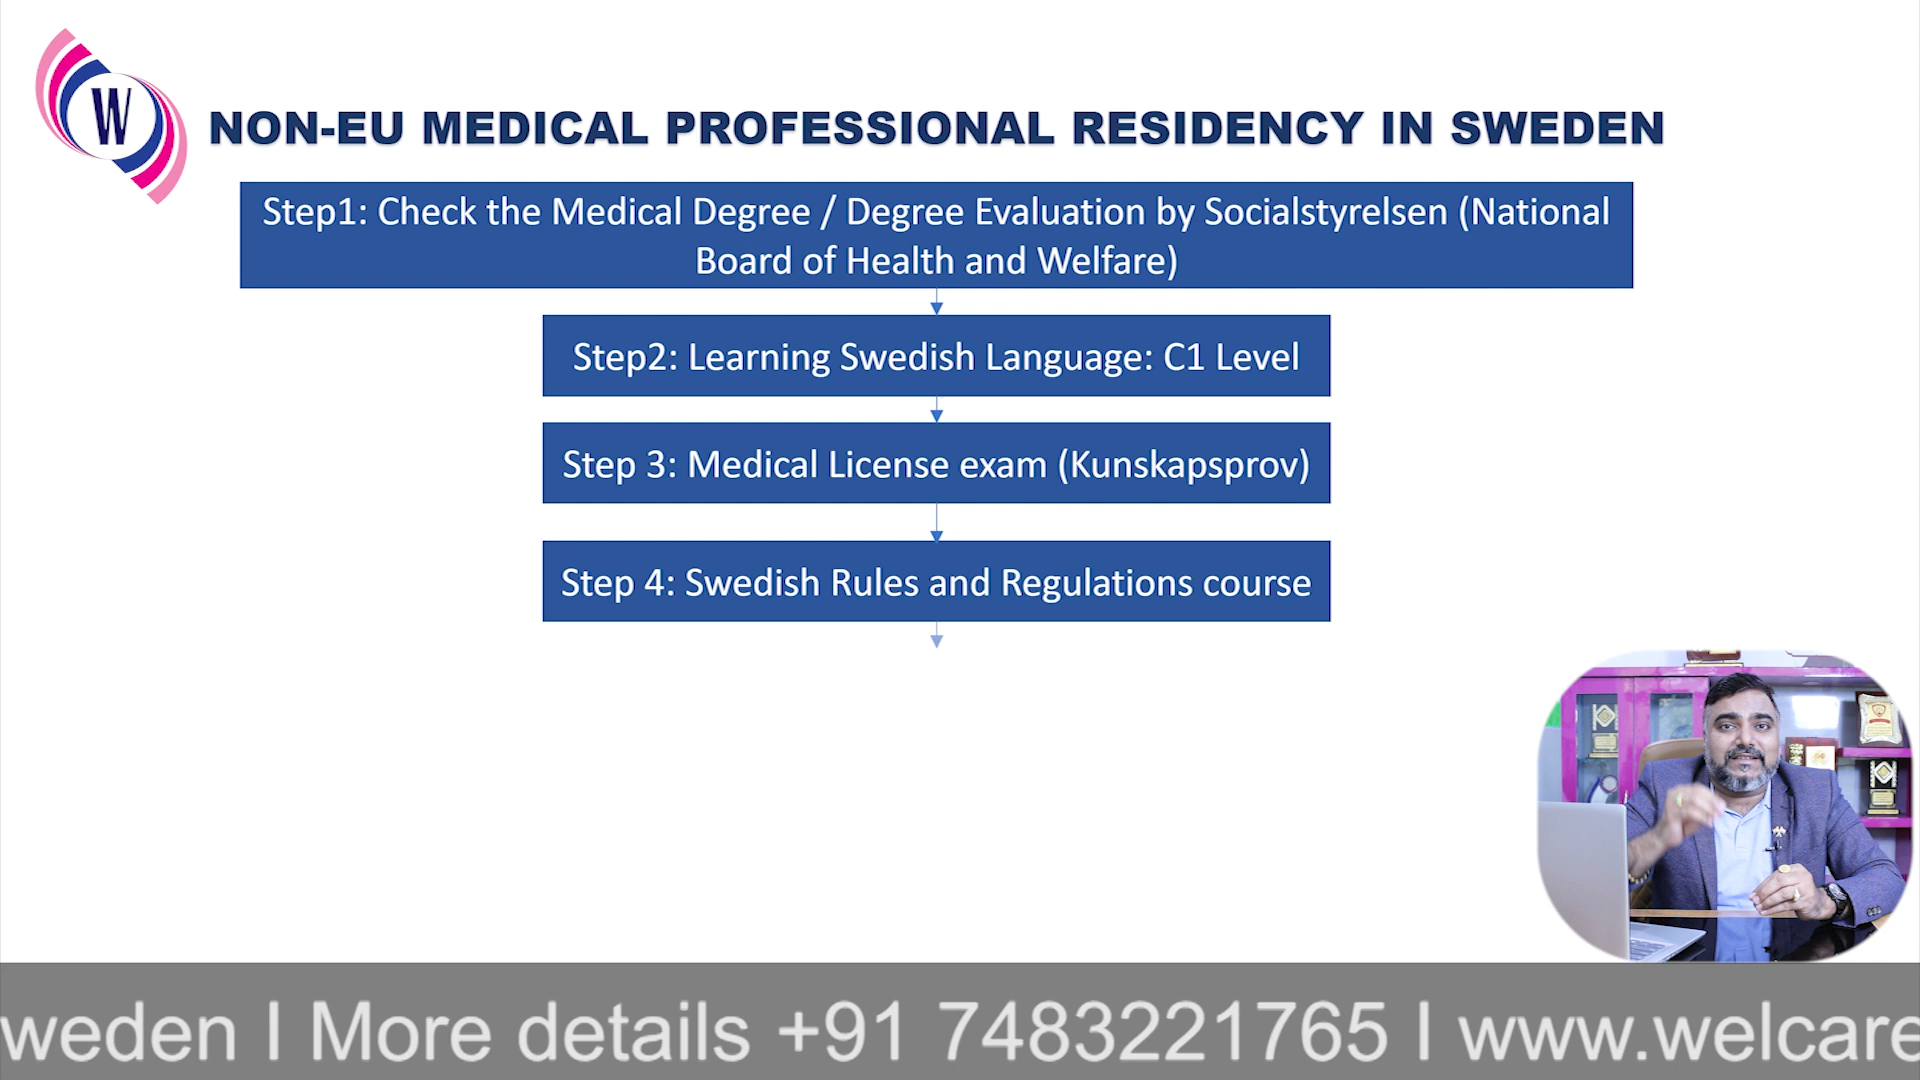 W
NON-EU MEDICAL PROFESSIONAL RESIDENCY IN SWEDEN
Step1: Check the Medical Degree / Degree Evaluation by Socialstyrelsen (National
Board of Health and Welfare)
Step2: Learning Swedish Language: C1 Level
Step 3: Medical License exam (Kunskapsprov)
Step 4: Swedish Rules and Regulations course
weden I More details +91 7483221765 I www.welcare